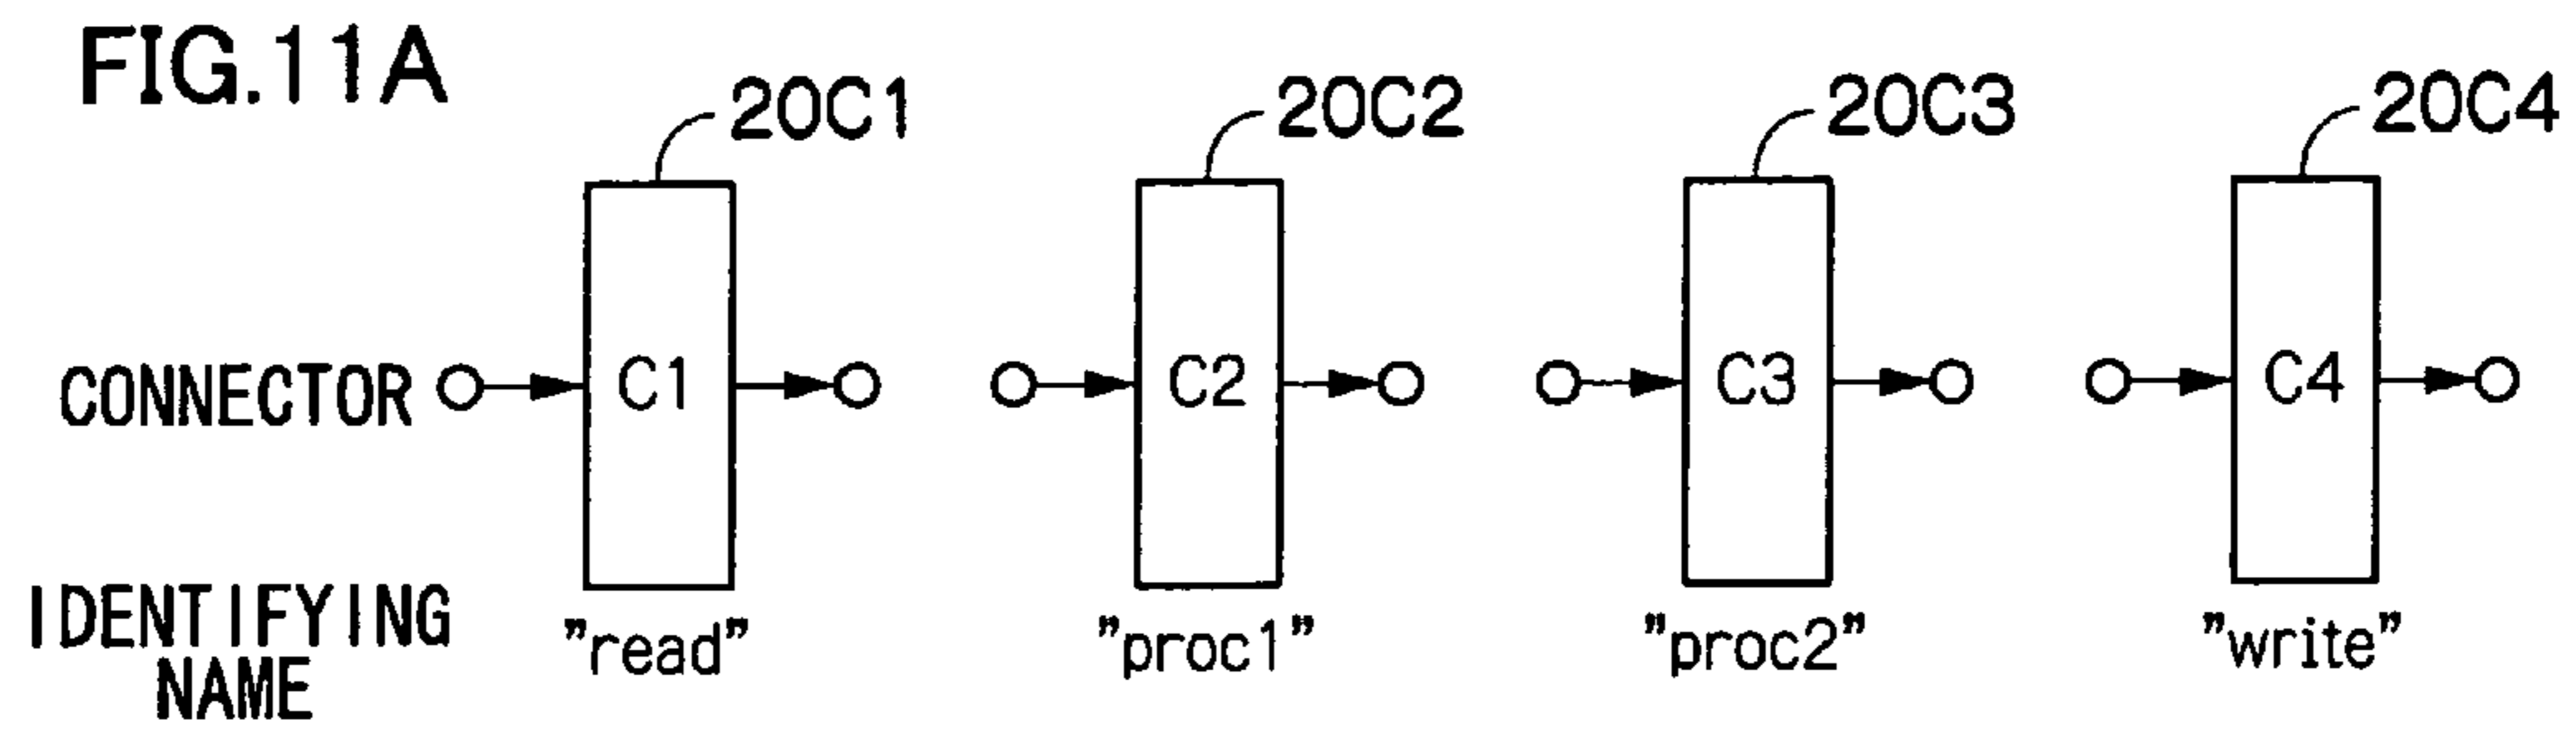 FIG.11A
20C1 20C2 20C3 20C4
CONNECTOR C1 C2 C3 C4
IDENTIFYING
NAME
"read" "proc1" "proc2" "write"